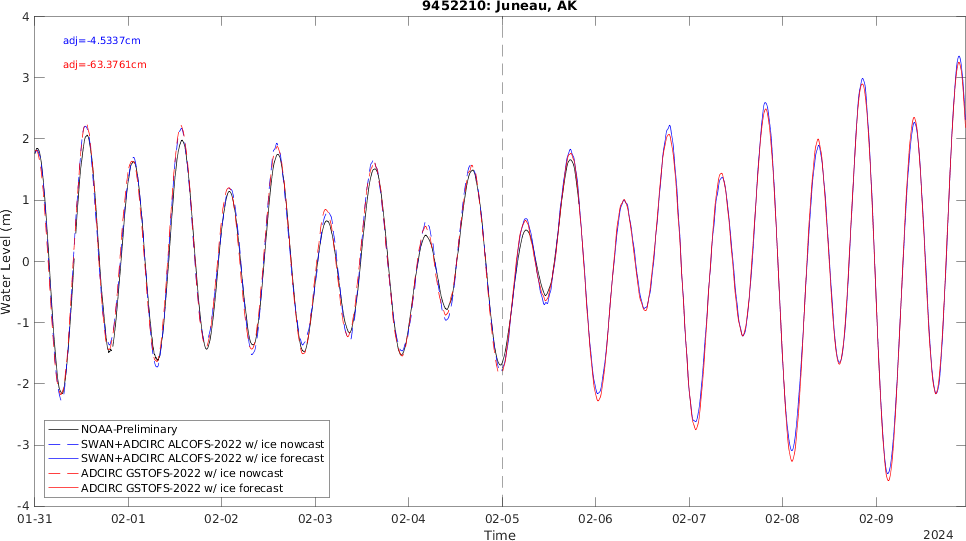 9452210: Juneau, AK
adj=-4.5337cm
adj=-63.3761cm
Water Level (m)
4
3
2
1
0
-1
-2
-3
-4
NOAA-Preliminary
SWAN+ADCIRC ALCOFS-2022 w/ ice nowcast
SWAN+ADCIRC ALCOFS-2022 w/ ice forecast
ADCIRC GSTOFS-2022 w/ ice nowcast
ADCIRC GSTOFS-2022 w/ ice forecast
01-31 02-01 02-02 02-03 02-04 02-05 02-06 02-07 02-08 02-09
Time
2024